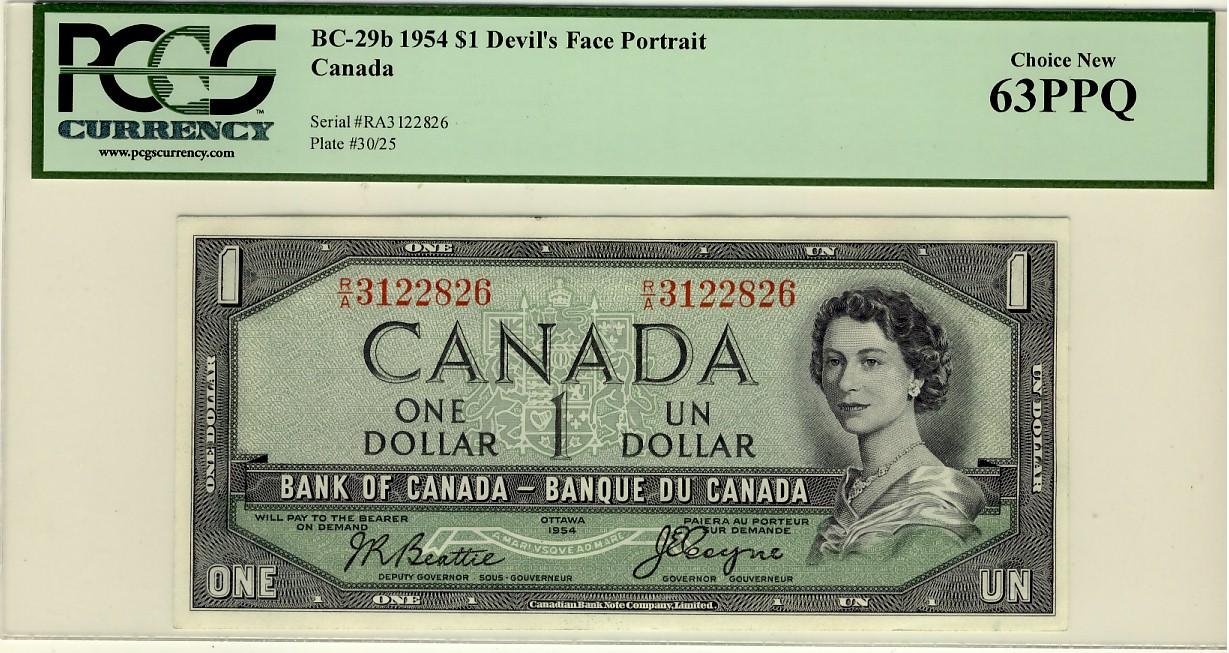 PCGS
CURRENCY
www.pcgscurrency.com
BC-29b 1954 $1 Devil's Face Portrait
Canada
Serial #RA3122826
Plate #30/25
Choice New
63PPQ
1 1 ONE 1 1 UN 1 1
R/A 3122826 R/A 3122826
CANADA
ONE DOLLAR 1 UN DOLLAR
ONE DOLLAR
UN DOLLAR
BANK OF CANADA – BANQUE DU CANADA
WILL PAY TO THE BEARER
ON DEMAND
OTTAWA
1954
PAIERA AU PORTEUR
SUR DEMANDE
A MARI VSQVE AD MARE
JR Beattie
JE Coyne
DEPUTY GOVERNOR SOUS-GOUVERNEUR
GOVERNOR GOUVERNEUR
ONE UN
1 ONE 1 Canadian Bank Note Company, Limited. 1 UN 1